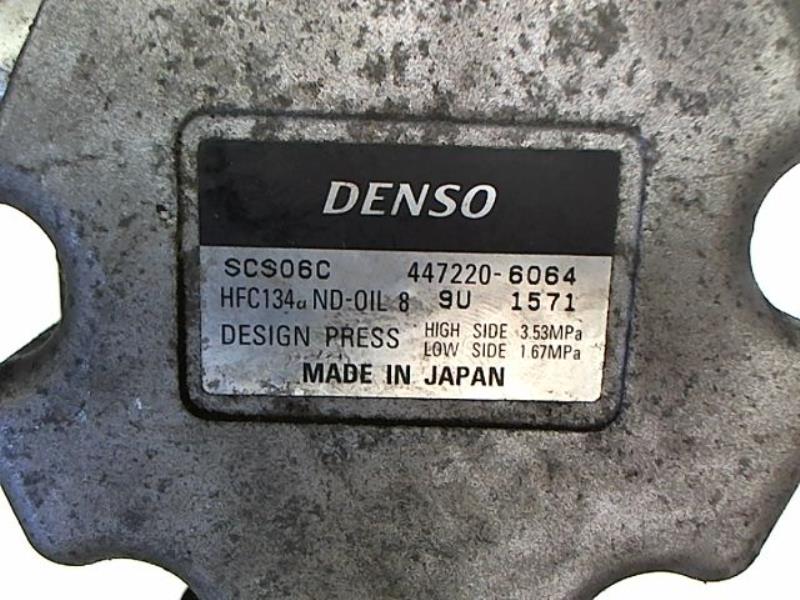 DENSO
SCS06C 447220-6064
HFC134a ND-OIL 8 9U 1571
DESIGN PRESS HIGH SIDE 3.53MPa
LOW SIDE 1.67MPa
MADE IN JAPAN